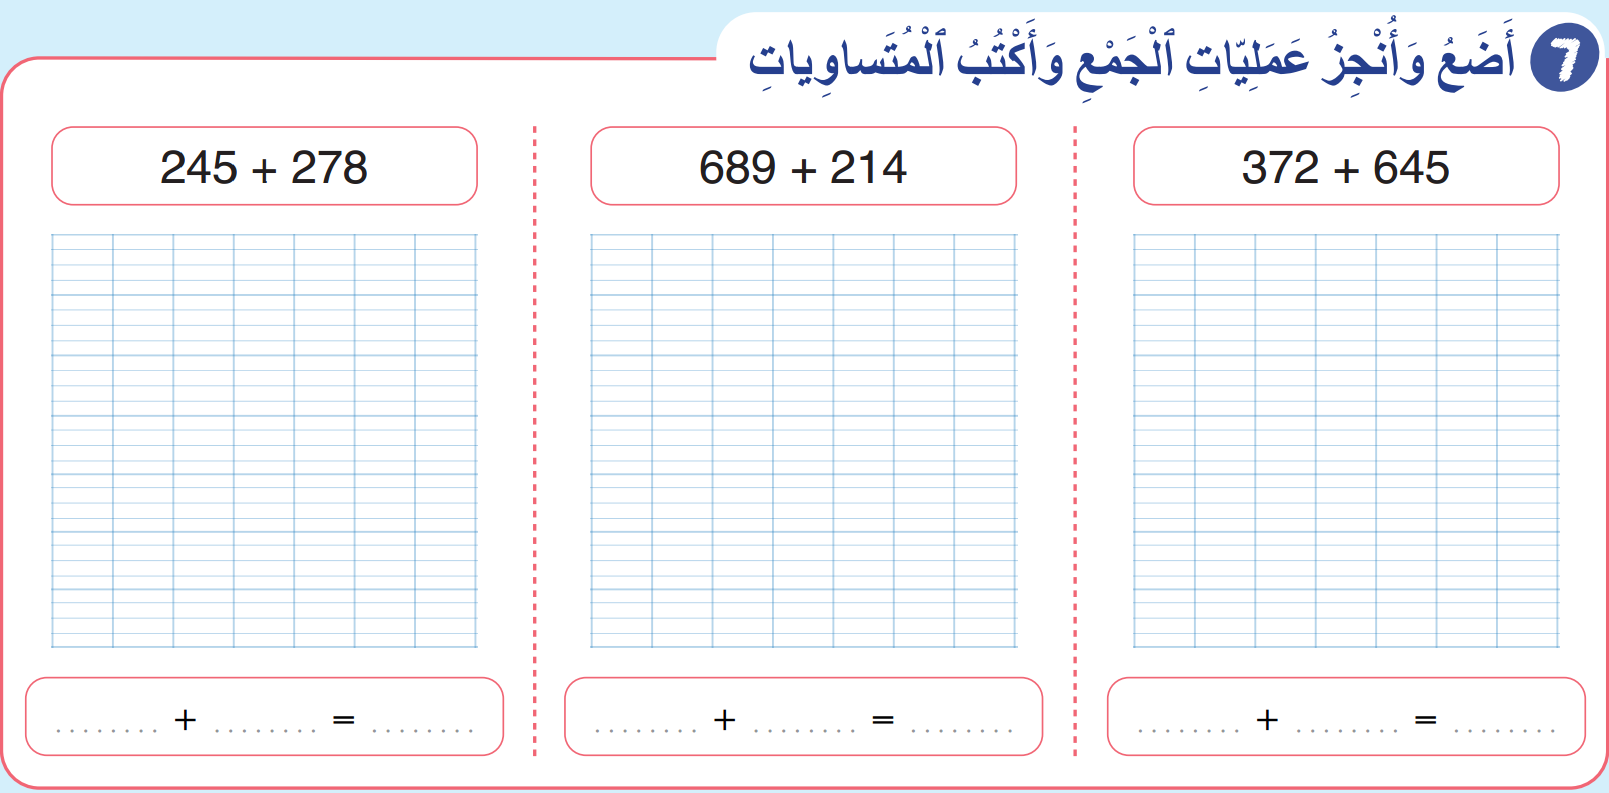 7 أَضَعُ وَأُنْجِزُ عَمَلِيّاتِ ٱلْجَمْعِ وَأَكْتُبُ ٱلْمُتَساوِياتِ
245 + 278
689 + 214
372 + 645
........ + ........ = ........
........ + ........ = ........
........ + ........ = ........